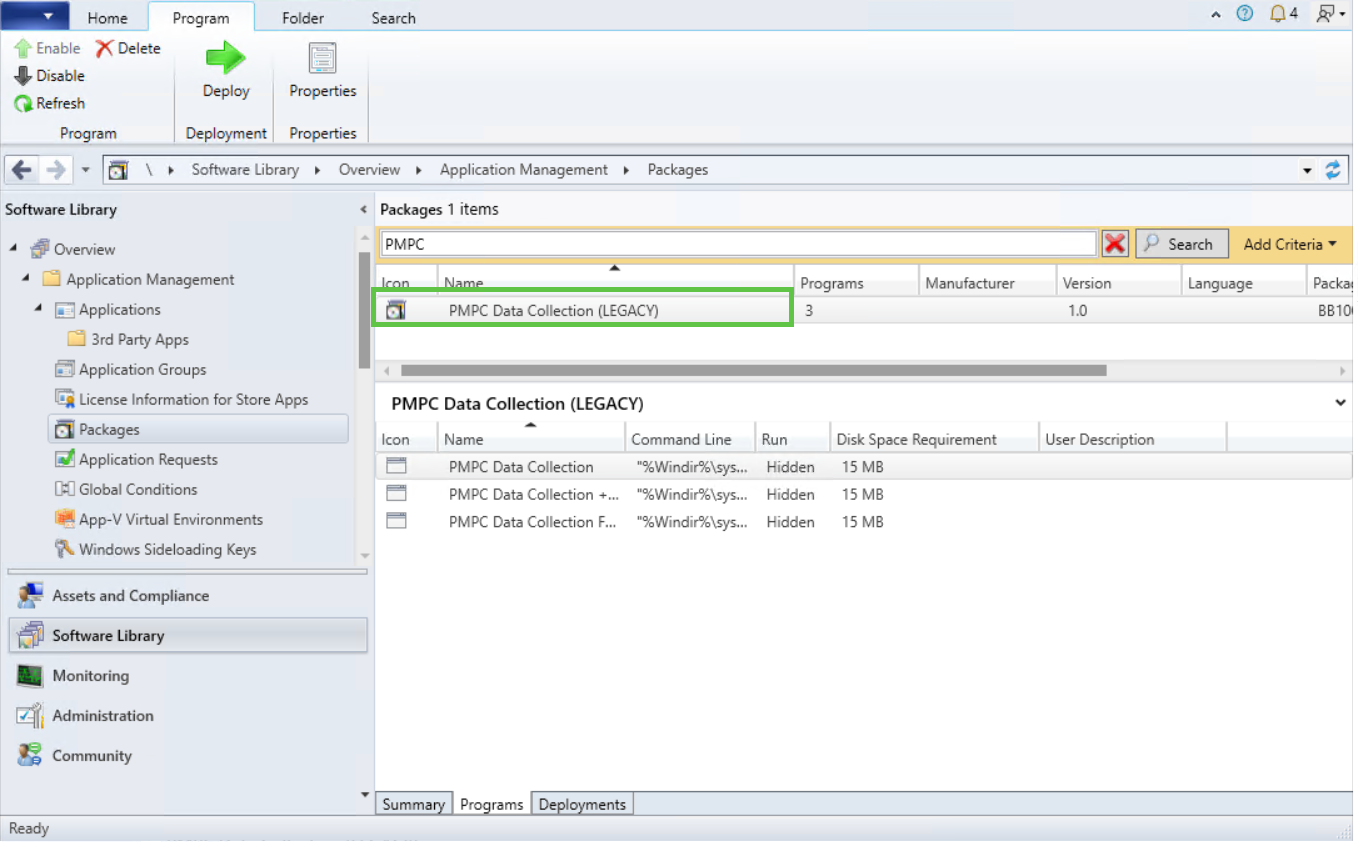 Home Program Folder Search 4
Enable Delete
Disable
Refresh
Program
Deploy
Deployment
Properties
Properties
\ Software Library Overview Application Management Packages
Software Library
Overview
Application Management
Applications
3rd Party Apps
Application Groups
License Information for Store Apps
Packages
Application Requests
Global Conditions
App-V Virtual Environments
Windows Sideloading Keys
Assets and Compliance
Software Library
Monitoring
Administration
Community
Packages 1 items
PMPC Search Add Criteria
Icon Name Programs Manufacturer Version Language Packag
PMPC Data Collection (LEGACY) 3 1.0 BB100
PMPC Data Collection (LEGACY)
Icon Name Command Line Run Disk Space Requirement User Description
PMPC Data Collection "%Windir%\sys... Hidden 15 MB
PMPC Data Collection +... "%Windir%\sys... Hidden 15 MB
PMPC Data Collection F... "%Windir%\sys... Hidden 15 MB
Summary Programs Deployments
Ready